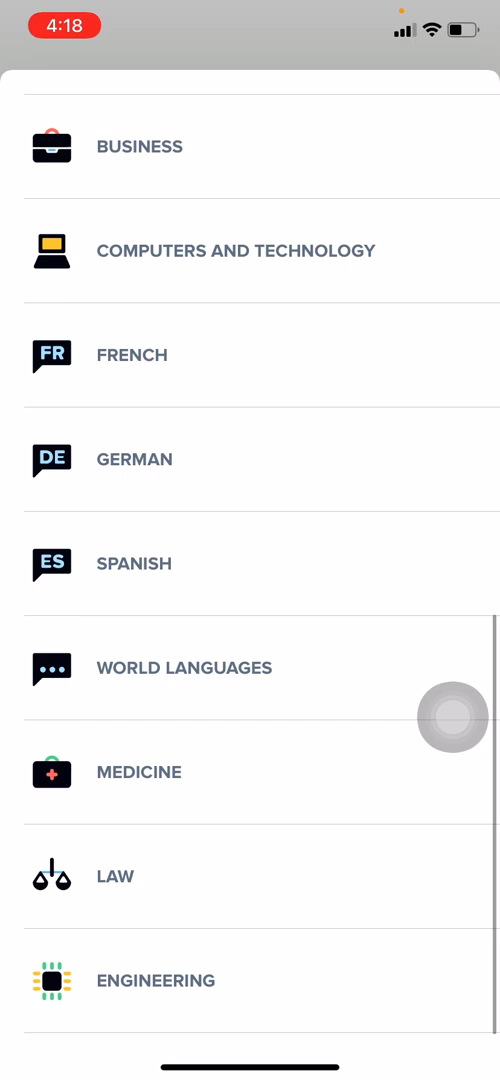 4:18
BUSINESS
COMPUTERS AND TECHNOLOGY
FR FRENCH
DE GERMAN
ES SPANISH
WORLD LANGUAGES
MEDICINE
LAW
ENGINEERING